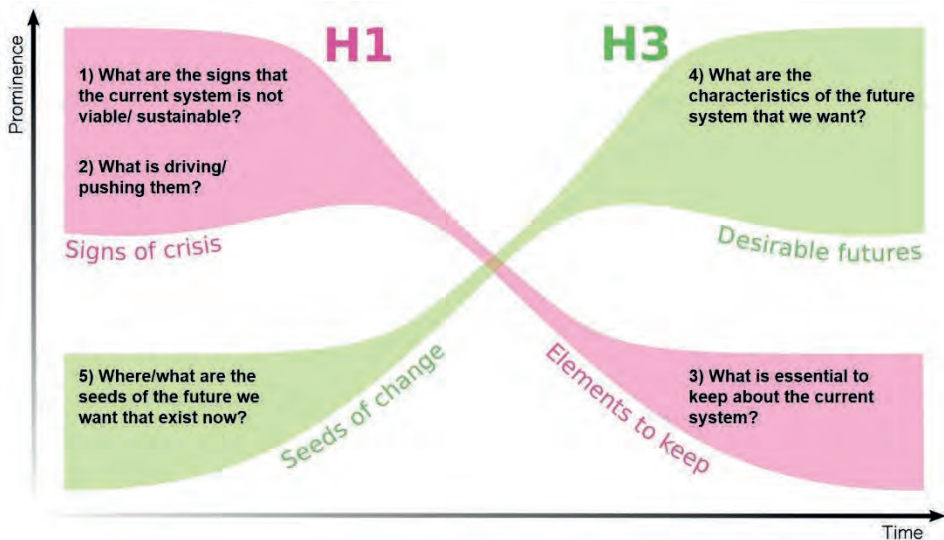 Prominence
H1
H3
1) What are the signs that
the current system is not
viable/ sustainable?
2) What is driving/
pushing them?
Signs of crisis
4) What are the
characteristics of the future
system that we want?
Desirable futures
5) Where/what are the
seeds of the future we
want that exist now?
Seeds of change
Elements to keep
3) What is essential to
keep about the current
system?
Time